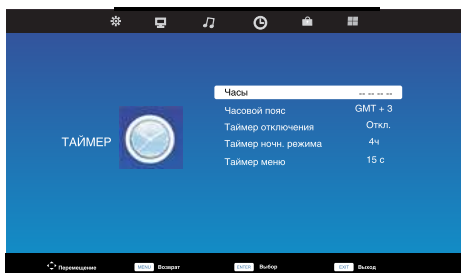 Часы -- -- -- --
Часовой пояс GMT + 3
Таймер отключения Откл.
ТАЙМЕР
Таймер ночн. режима 4ч
Таймер меню 15 с
Перемещение MENU Возврат ENTER Выбор EXIT Выход